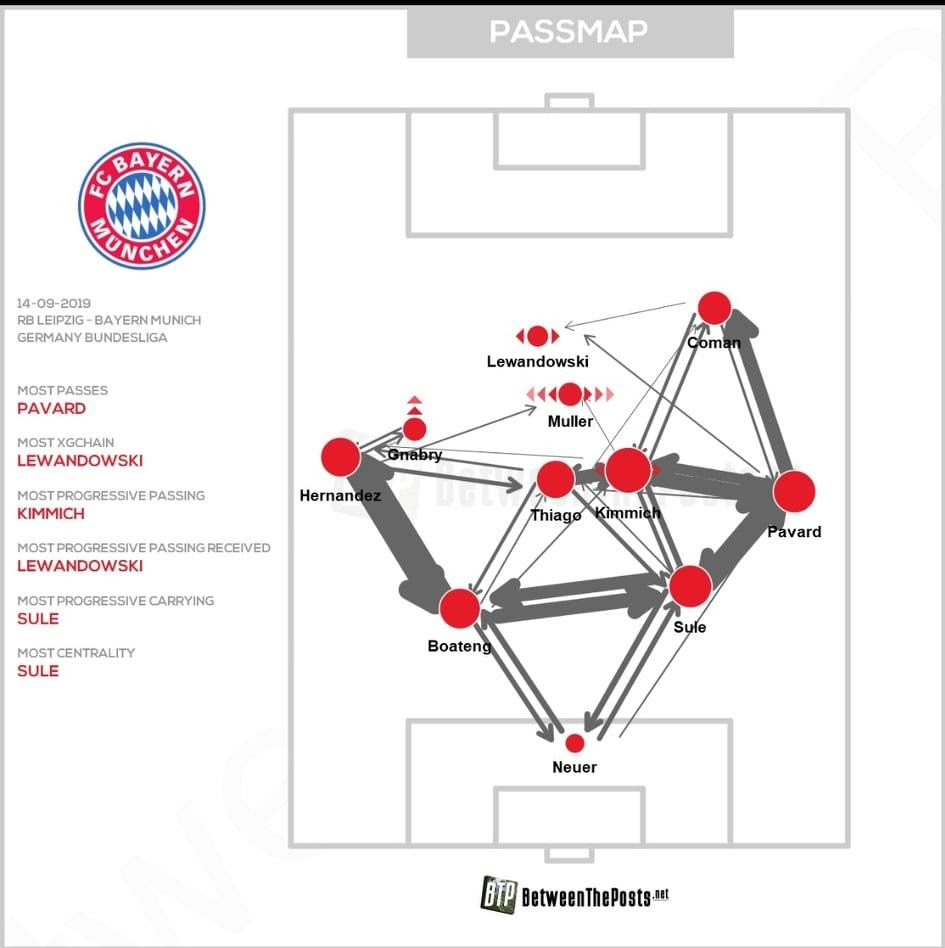 PASSMAP
FC BAYERN
MÜNCHEN
14-09-2019
RB LEIPZIG - BAYERN MUNICH
GERMANY BUNDESLIGA
MOST PASSES
PAVARD
MOST XGCHAIN
LEWANDOWSKI
MOST PROGRESSIVE PASSING
KIMMICH
MOST PROGRESSIVE PASSING RECEIVED
LEWANDOWSKI
MOST PROGRESSIVE CARRYING
SULE
MOST CENTRALITY
SULE
Coman
Lewandowski
Muller
Gnabry
Hernandez
Thiago
Kimmich
Pavard
Sule
Boateng
Neuer
BTP BetweenThePosts.net